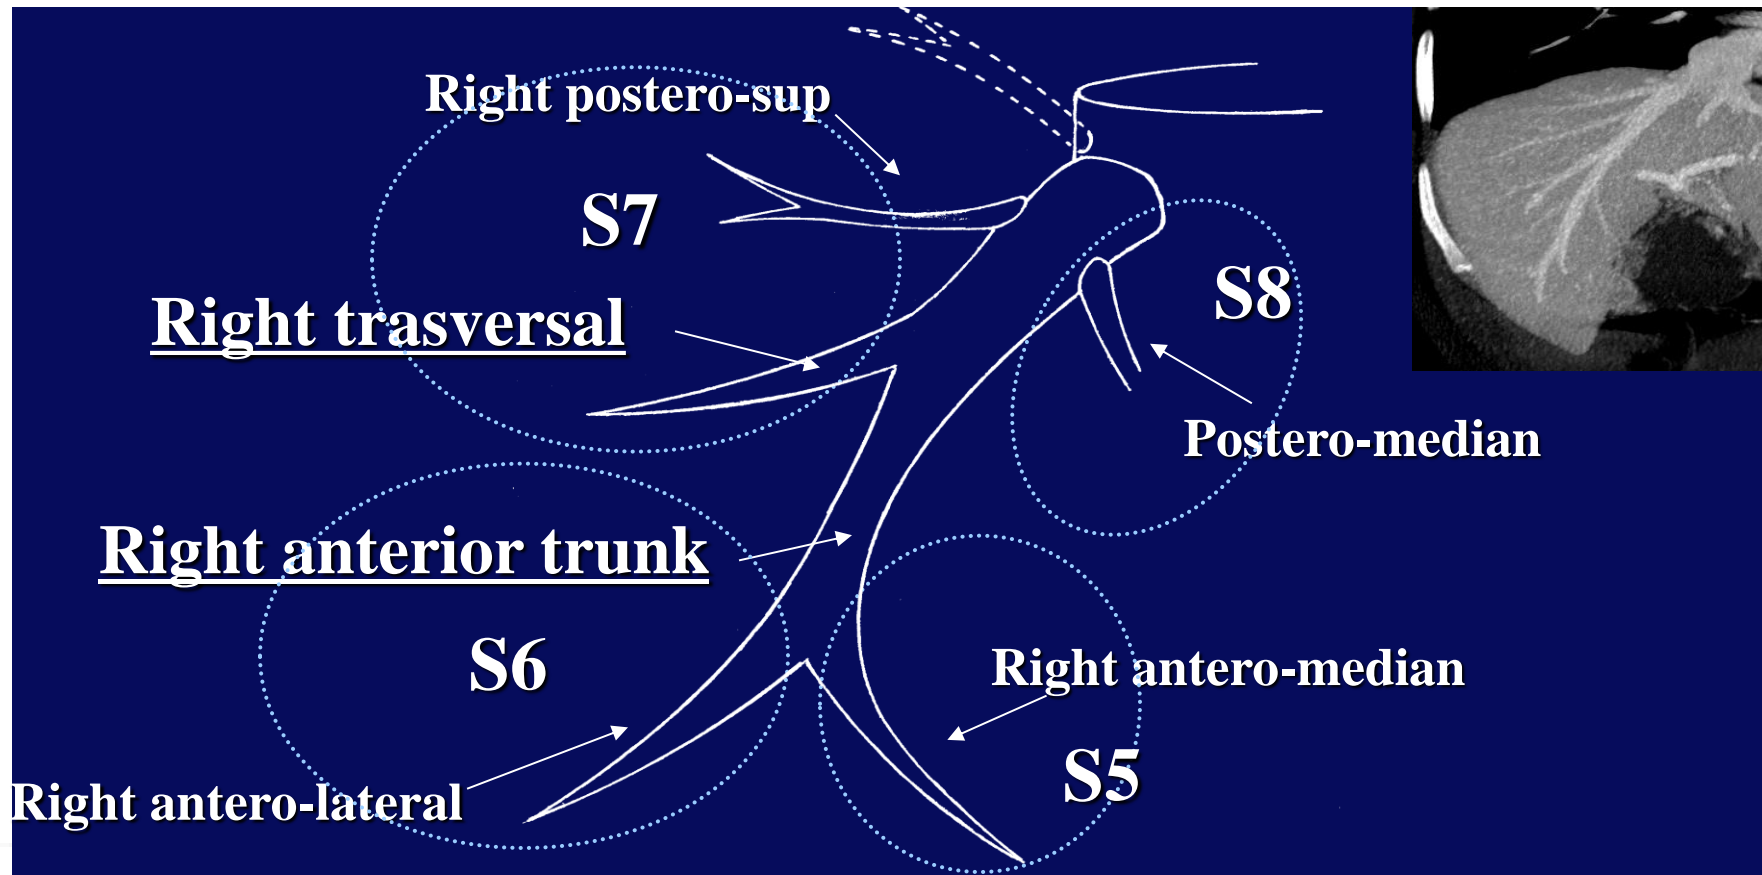 Right postero-sup
S7
S8
Right trasversal
Postero-median
Right anterior trunk
S6
Right antero-median
S5
Right antero-lateral